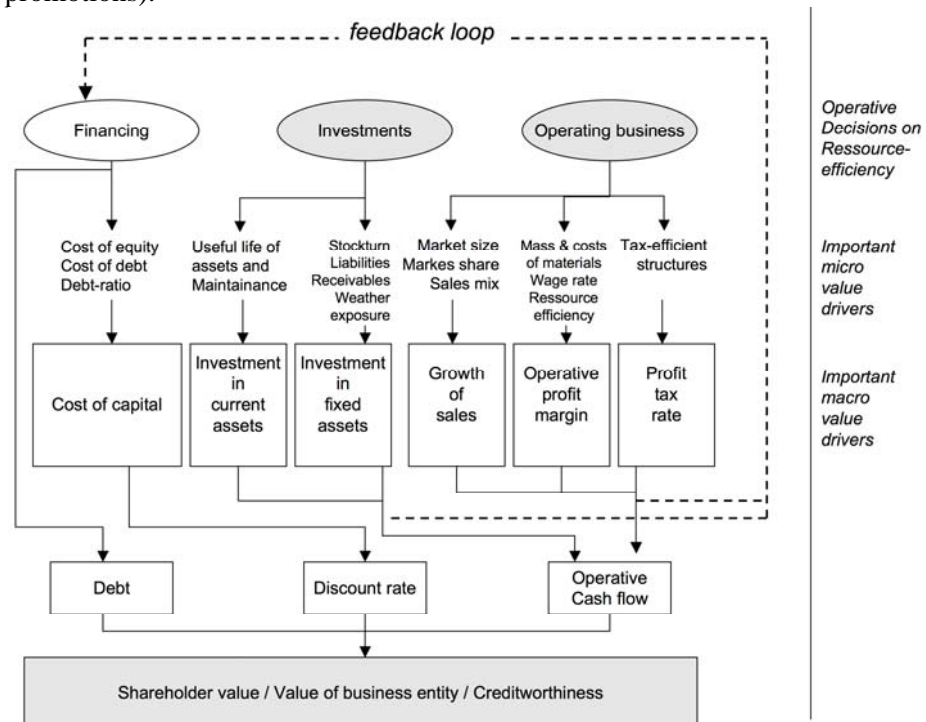 promotions).
feedback loop
Financing
Investments
Operating business
Operative
Decisions on
Ressource-
efficiency
Cost of equity
Cost of debt
Debt-ratio
Useful life of
assets and
Maintainance
Stockturn
Liabilities
Receivables
Weather
exposure
Market size
Markes share
Sales mix
Mass & costs
of materials
Wage rate
Ressource
efficiency
Tax-efficient
structures
Important
micro
value
drivers
Cost of capital
Investment
in
current
assets
Investment
in
fixed
assets
Growth
of
sales
Operative
profit
margin
Profit
tax
rate
Important
macro
value
drivers
Debt
Discount rate
Operative
Cash flow
Shareholder value / Value of business entity / Creditworthiness